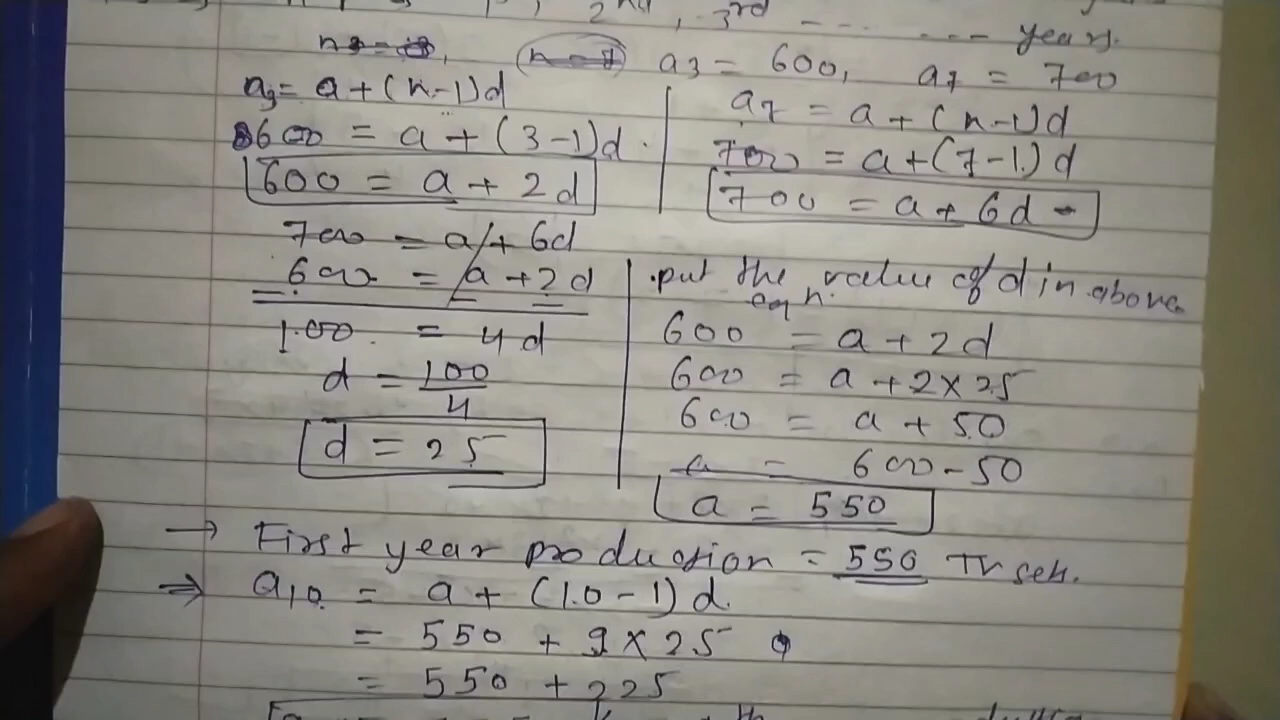 2nd, 3rd --- --- years.
a3 = 600, a7 = 700
a3 = a + (n-1)d
600 = a + (3-1)d
600 = a + 2d
a7 = a + (n-1)d
700 = a + (7-1)d
700 = a + 6d
700 = a + 6d
600 = a + 2d
100 = 4d
d = 100/4
d = 25
put the value of d in above
eqn.
600 = a + 2d
600 = a + 2×25
600 = a + 50
a = 600-50
a = 550
→ First year production = 550 TV seh.
⇒ a10 = a + (10-1)d.
= 550 + 9×25
= 550 + 225